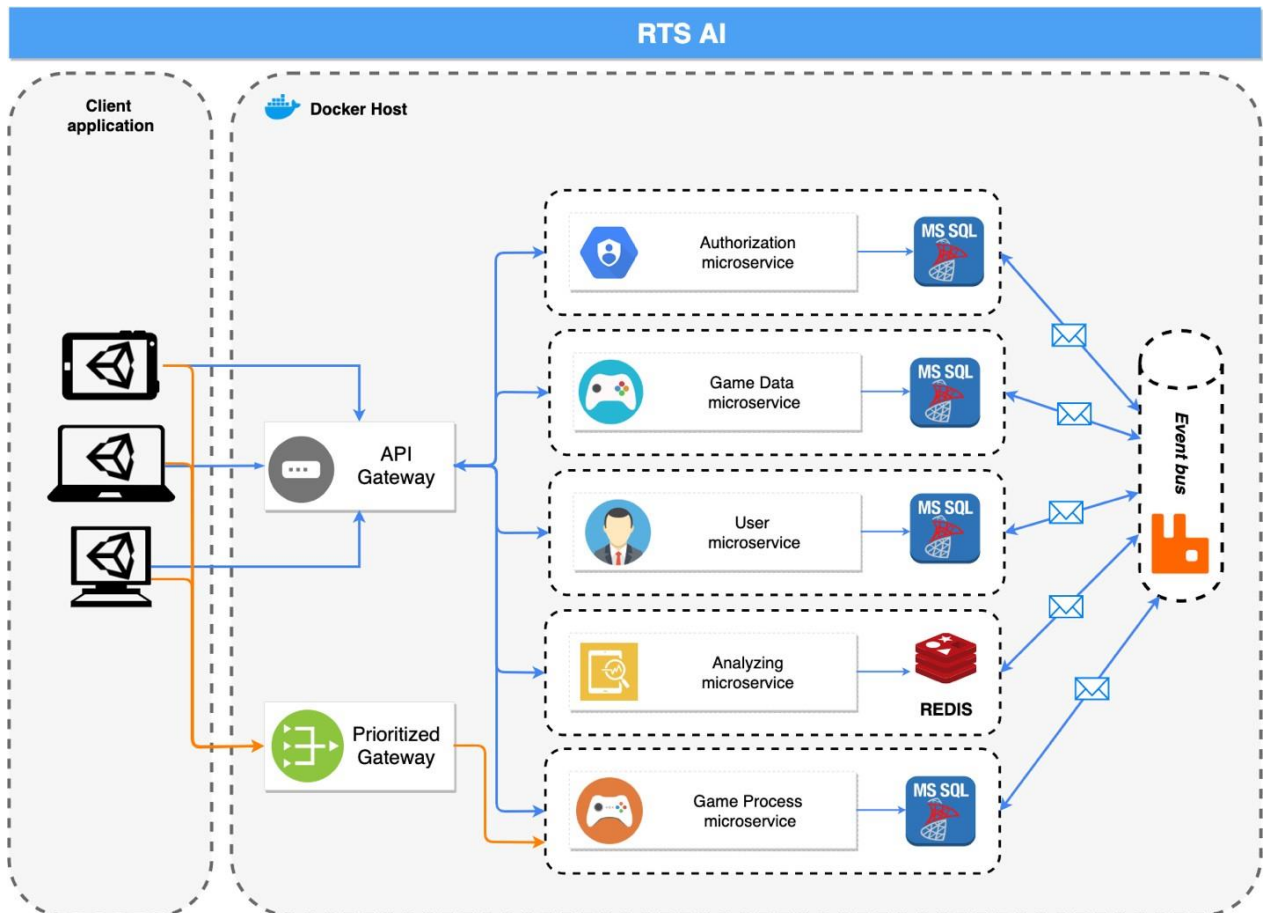 RTS AI
Client
application
Docker Host
Authorization
microservice
MS SQL
Game Data
microservice
MS SQL
API
Gateway
User
microservice
MS SQL
Event bus
Analyzing
microservice
REDIS
Prioritized
Gateway
Game Process
microservice
MS SQL